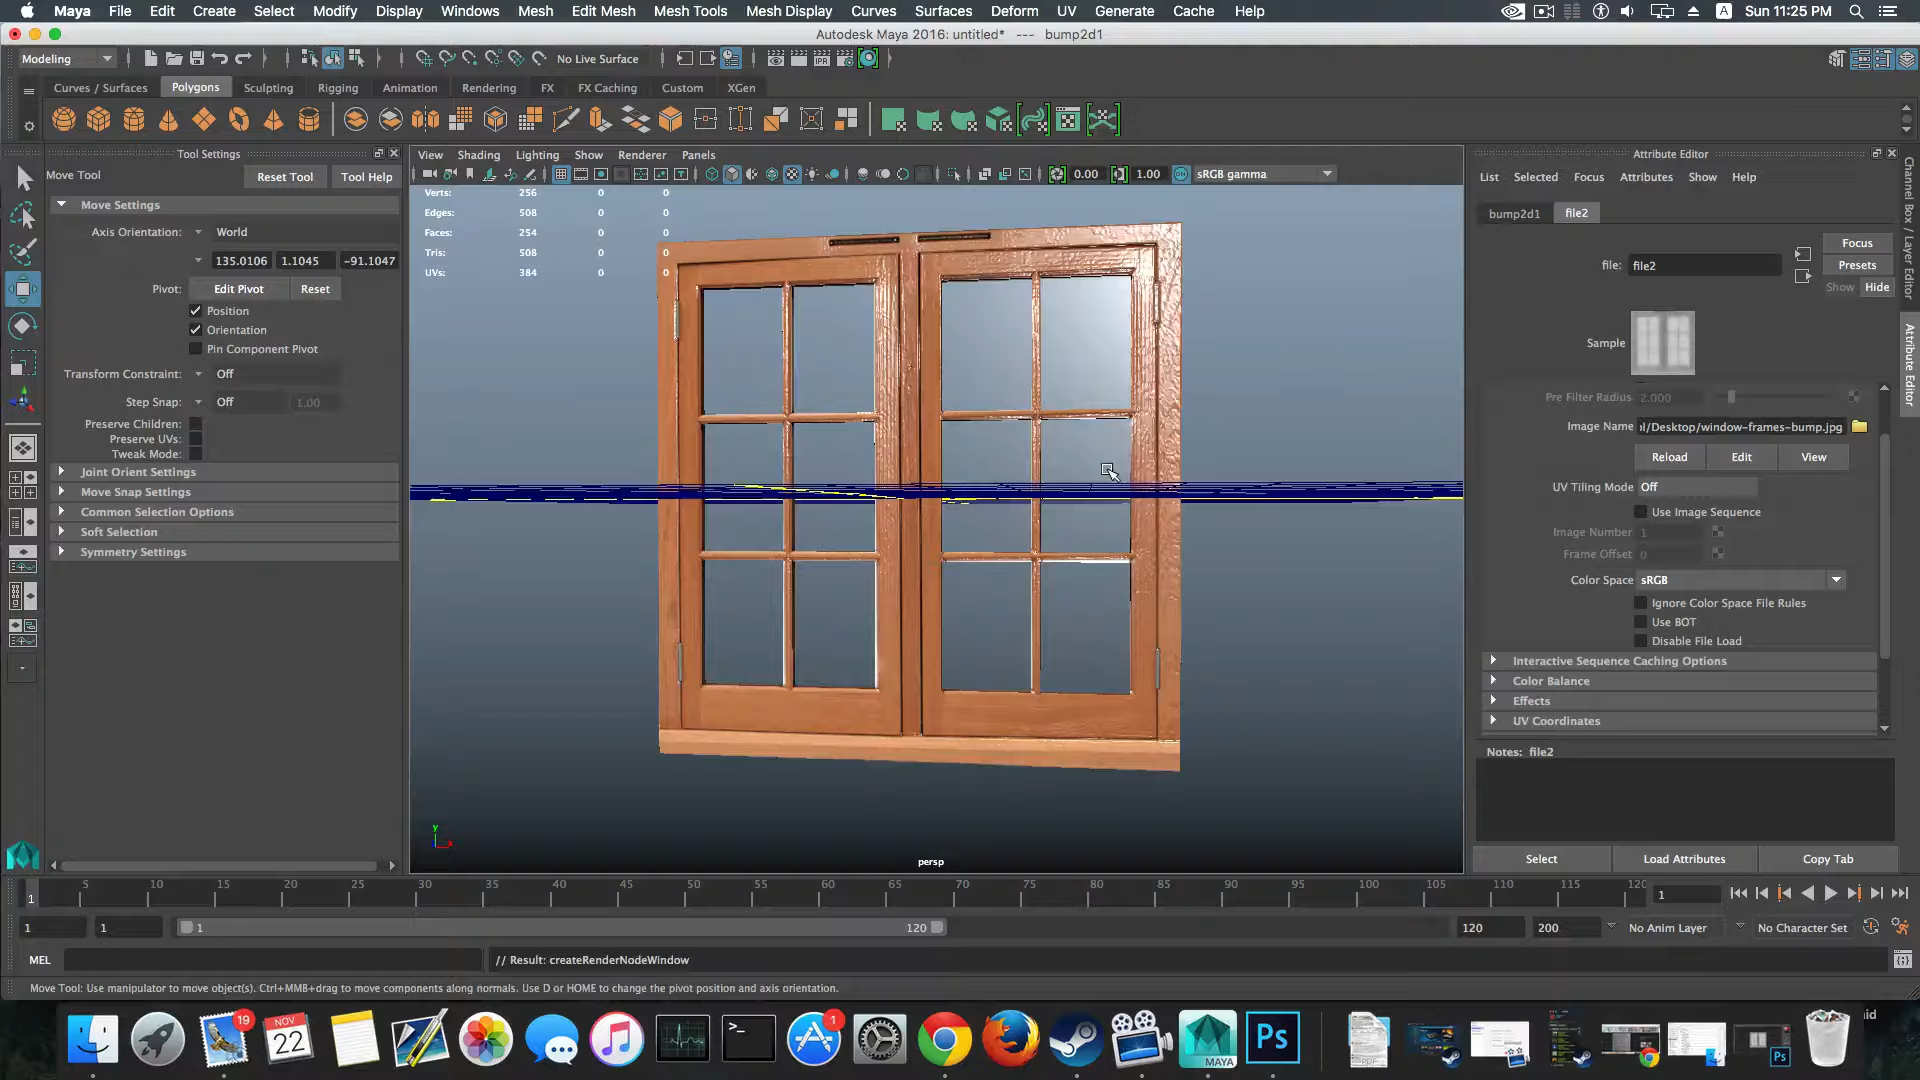 Maya File Edit Create Select Modify Display Windows Mesh Edit Mesh Mesh Tools Mesh Display Curves Surfaces Deform UV Generate Cache Help A Sun 11:25 PM
Autodesk Maya 2016: untitled* --- bump2d1
Modeling No Live Surface
Curves / Surfaces Polygons Sculpting Rigging Animation Rendering FX FX Caching Custom XGen
Tool Settings
Move Tool Reset Tool Tool Help
Move Settings
Axis Orientation: World
135.0106 1.1045 -91.1047
Pivot: Edit Pivot Reset
Position
Orientation
Pin Component Pivot
Transform Constraint: Off
Step Snap: Off 1.00
Preserve Children:
Preserve UVs:
Tweak Mode:
Joint Orient Settings
Move Snap Settings
Common Selection Options
Soft Selection
Symmetry Settings
View Shading Lighting Show Renderer Panels
0.00 1.00 ON sRGB gamma
Verts: 256 0 0
Edges: 508 0 0
Faces: 254 0 0
Tris: 508 0 0
UVs: 384 0 0
y
x
persp
Attribute Editor
List Selected Focus Attributes Show Help
bump2d1 file2
file: file2
Focus
Presets
Show Hide
Sample
Pre Filter Radius 2.000
Image Name l/Desktop/window-frames-bump.jpg
Reload Edit View
UV Tiling Mode Off
Use Image Sequence
Image Number 1
Frame Offset 0
Color Space sRGB
Ignore Color Space File Rules
Use BOT
Disable File Load
Interactive Sequence Caching Options
Color Balance
Effects
UV Coordinates
Notes: file2
Select Load Attributes Copy Tab
Channel Box / Layer Editor
Attribute Editor
1 5 10 15 20 25 30 35 40 45 50 55 60 65 70 75 80 85 90 95 100 105 110 115 120 1
1 1 1 120 120 200 No Anim Layer No Character Set
MEL // Result: createRenderNodeWindow
Move Tool: Use manipulator to move object(s). Ctrl+MMB+drag to move components along normals. Use D or HOME to change the pivot position and axis orientation.
19
NOV
22
>_
1
MAYA
Ps
PDF
Ps